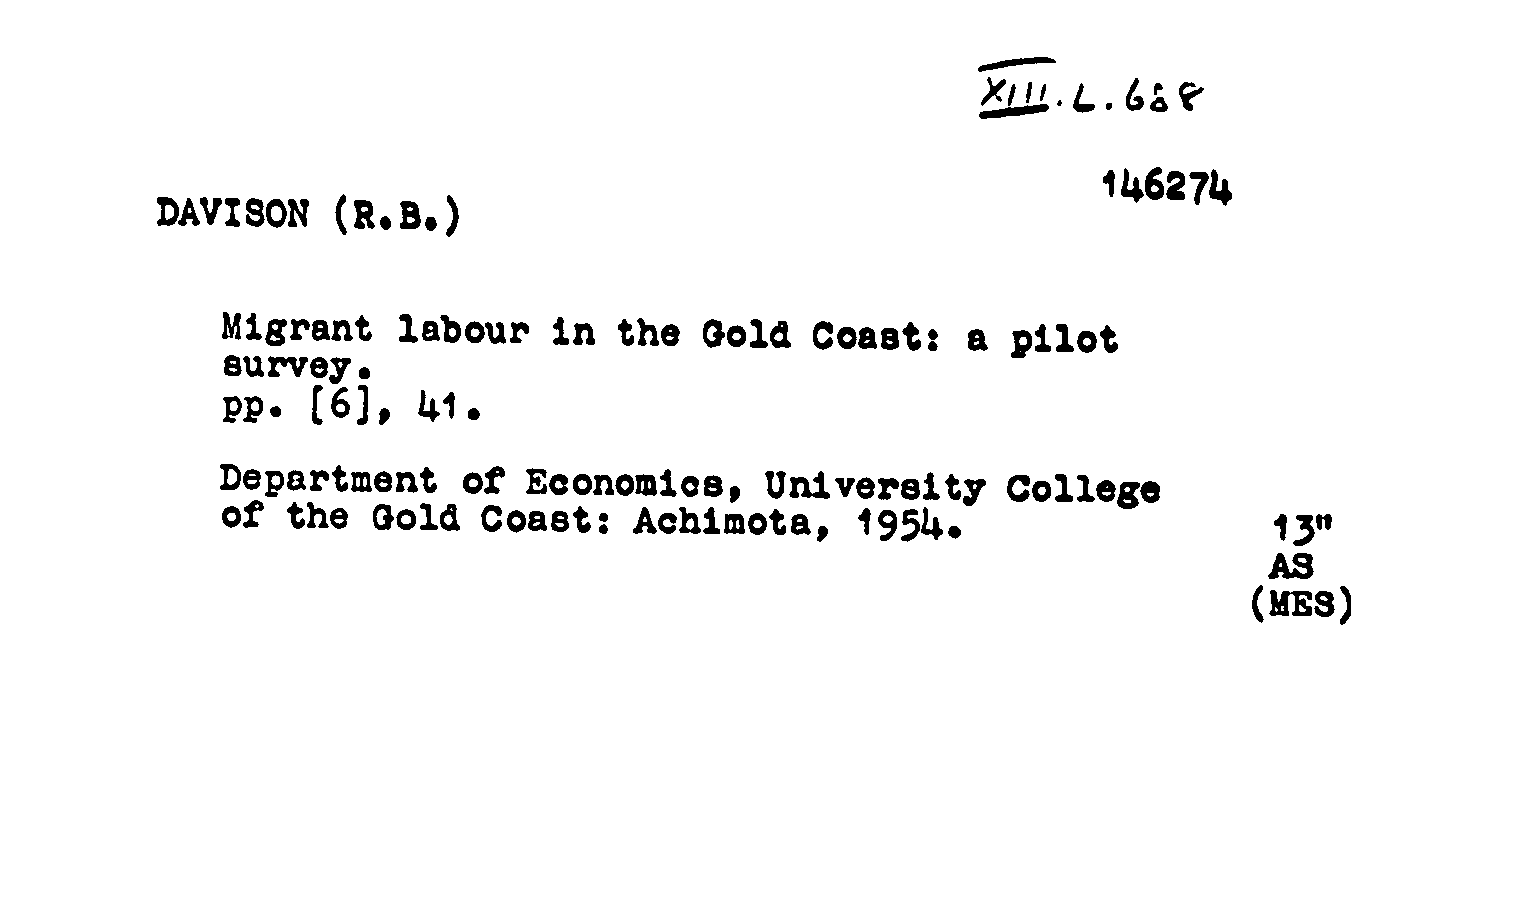 XIII.L.688
146274
DAVISON (R.B.)
Migrant labour in the Gold Coast: a pilot
survey.
pp. [6], 41.
Department of Economics, University College
of the Gold Coast: Achimota, 1954.
13"
AS
(MES)